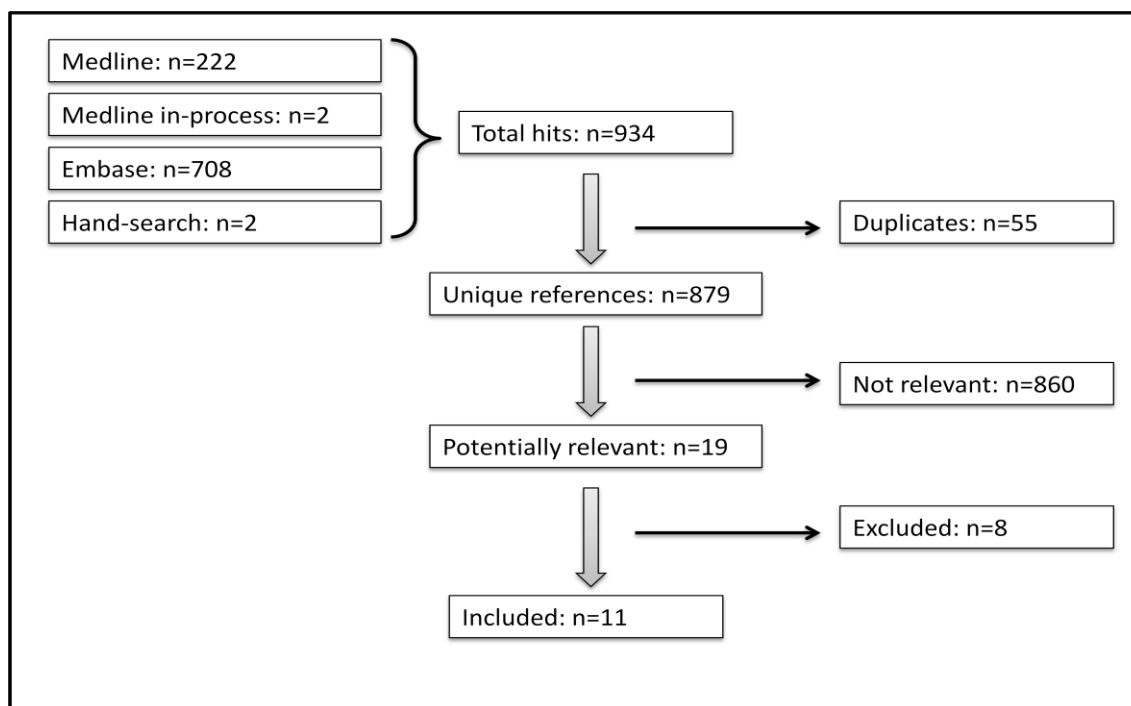 Medline: n=222
Medline in-process: n=2
Embase: n=708
Hand-search: n=2
Total hits: n=934
Duplicates: n=55
Unique references: n=879
Not relevant: n=860
Potentially relevant: n=19
Excluded: n=8
Included: n=11